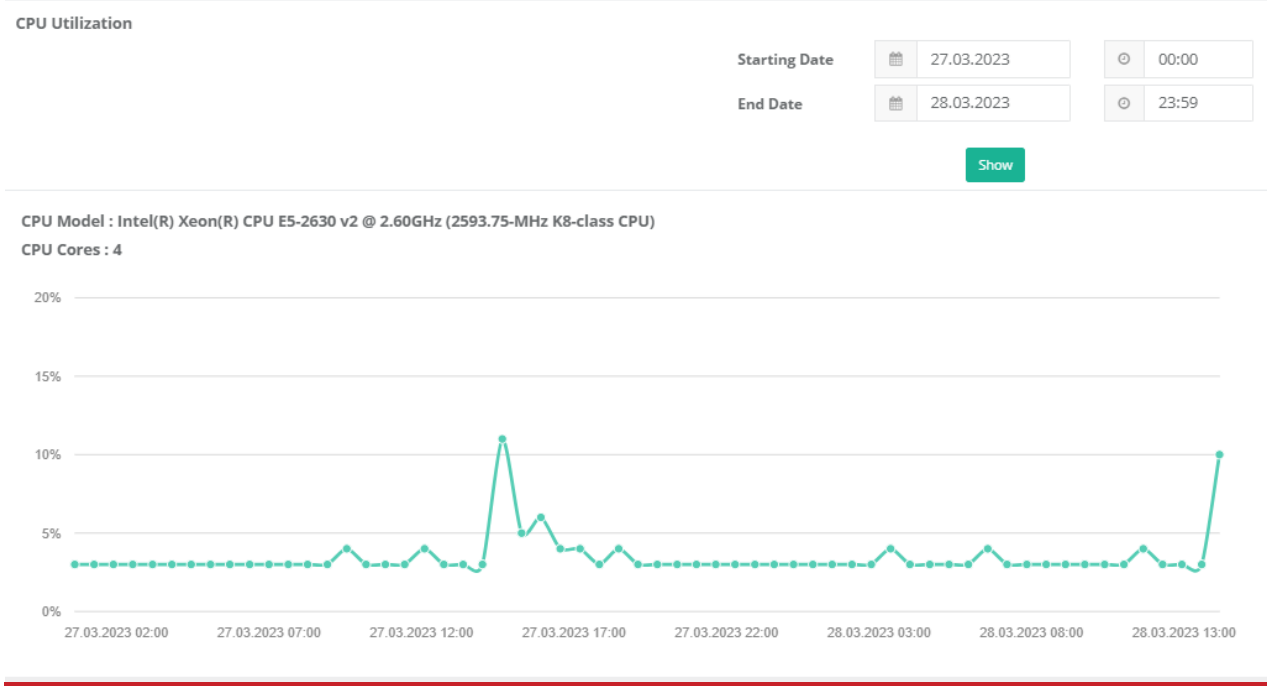 CPU Utilization
Starting Date 27.03.2023 00:00
End Date 28.03.2023 23:59
Show
CPU Model : Intel(R) Xeon(R) CPU E5-2630 v2 @ 2.60GHz (2593.75-MHz K8-class CPU)
CPU Cores : 4
20%
15%
10%
5%
0%
27.03.2023 02:00 27.03.2023 07:00 27.03.2023 12:00 27.03.2023 17:00 27.03.2023 22:00 28.03.2023 03:00 28.03.2023 08:00 28.03.2023 13:00